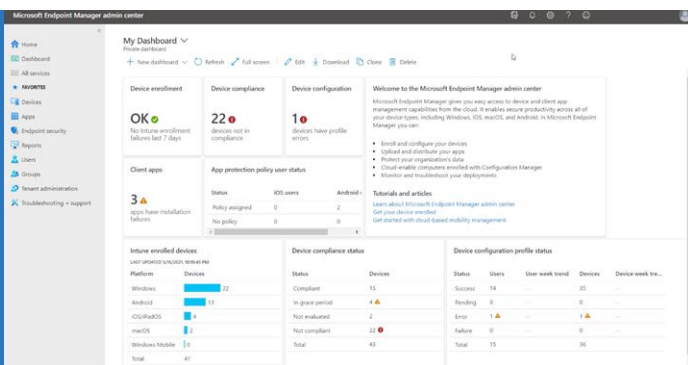 Microsoft Endpoint Manager admin center
Home
Dashboard
All services
FAVORITES
Devices
Apps
Endpoint security
Reports
Users
Groups
Tenant administration
Troubleshooting + support
My Dashboard
Private dashboard
New dashboard
Refresh
Full screen
Edit
Download
Clone
Delete
Device enrollment
OK
No Intune enrollment
failures last 7 days
Device compliance
22
devices not in
compliance
Device configuration
1
devices have profile
errors
Welcome to the Microsoft Endpoint Manager admin center
Microsoft Endpoint Manager gives you easy access to device and client app
management capabilities from the cloud. It enables secure productivity across all of
your device types, including Windows, iOS, macOS, and Android. In Microsoft Endpoint
Manager you can:
Enroll and configure your devices
Upload and distribute your apps
Protect your organization's data
Cloud-enable computers enrolled with Configuration Manager
Monitor and troubleshoot your deployments.
Tutorials and articles
Learn about Microsoft Endpoint Manager admin center
Get your device enrolled
Get started with cloud-based mobility management
Client apps
3
apps have installation
failures
App protection policy user status
Status iOS users Android
Policy assigned 0 2
No policy 0 0
Intune enrolled devices
LAST UPDATED
Platform Devices
Windows 22
Android 13
iOS/iPadOS 4
macOS 2
Windows Mobile 0
Total 41
Device compliance status
Status Devices
Compliant 15
In grace period 4
Not evaluated 2
Not compliant 22
Total 43
Device configuration profile status
Status Users User week trend Devices Device week tre...
Success 14 35
Pending 0 0
Error 1 1
Failure 0 0
Total 15 36